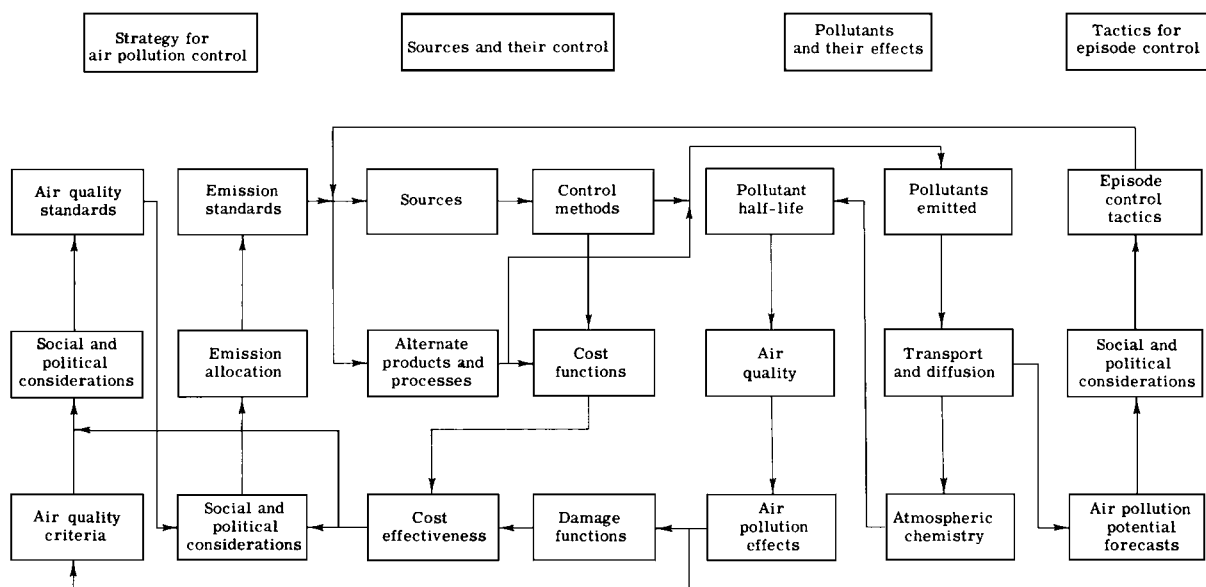 Strategy for
air pollution control
Sources and their control
Pollutants
and their effects
Tactics for
episode control
Air quality
standards
Emission
standards
Sources
Control
methods
Pollutant
half-life
Pollutants
emitted
Episode
control
tactics
Social and
political
considerations
Emission
allocation
Alternate
products and
processes
Cost
functions
Air
quality
Transport
and diffusion
Social and
political
considerations
Air quality
criteria
Social and
political
considerations
Cost
effectiveness
Damage
functions
Air
pollution
effects
Atmospheric
chemistry
Air pollution
potential
forecasts